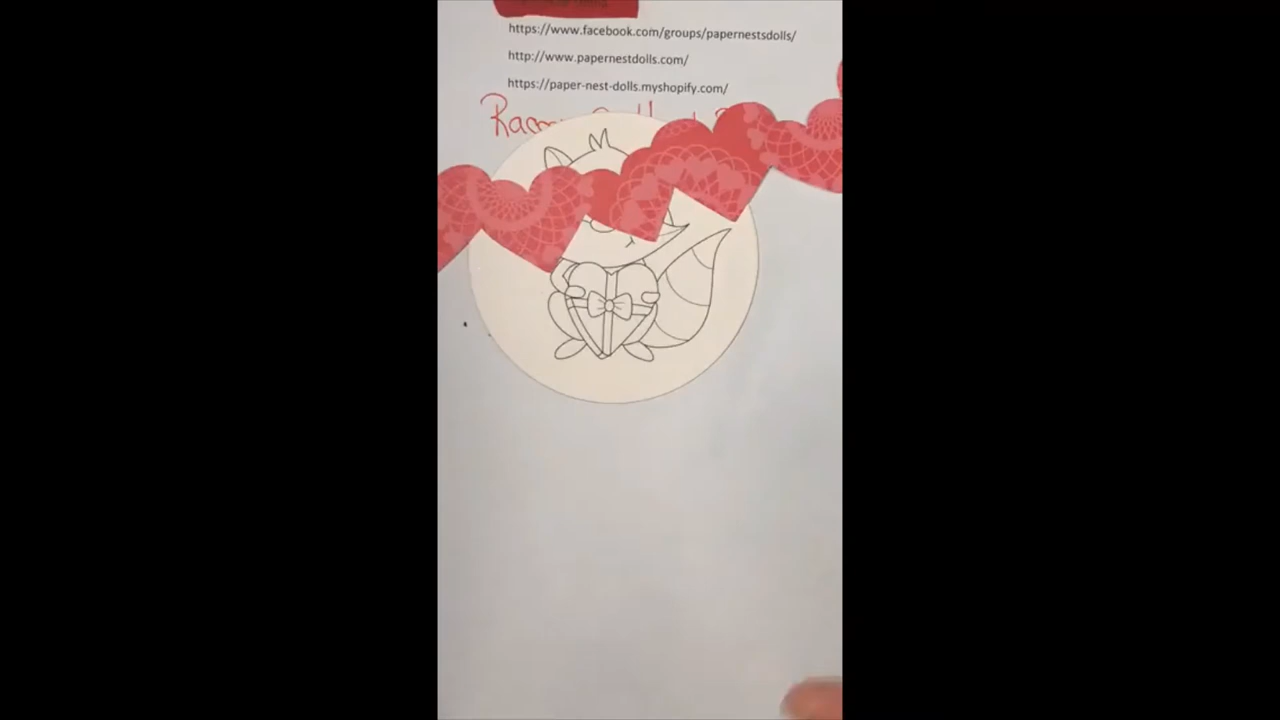 https://www.facebook.com/groups/papernestsdolls/
http://www.papernestdolls.com/
https://paper-nest-dolls.myshopify.com/